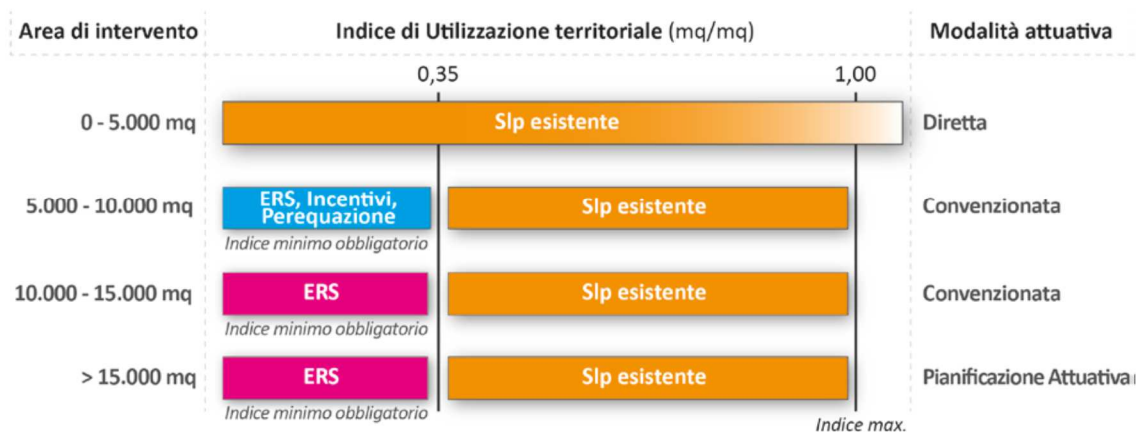 Area di intervento
Indice di Utilizzazione territoriale (mq/mq)
Modalità attuativa
0,35
1,00
0 - 5.000 mq
Slp esistente
Diretta
5.000 - 10.000 mq
ERS, Incentivi,
Perequazione
Indice minimo obbligatorio
Slp esistente
Convenzionata
10.000 - 15.000 mq
ERS
Indice minimo obbligatorio
Slp esistente
Convenzionata
> 15.000 mq
ERS
Indice minimo obbligatorio
Slp esistente
Pianificazione Attuativa
Indice max.